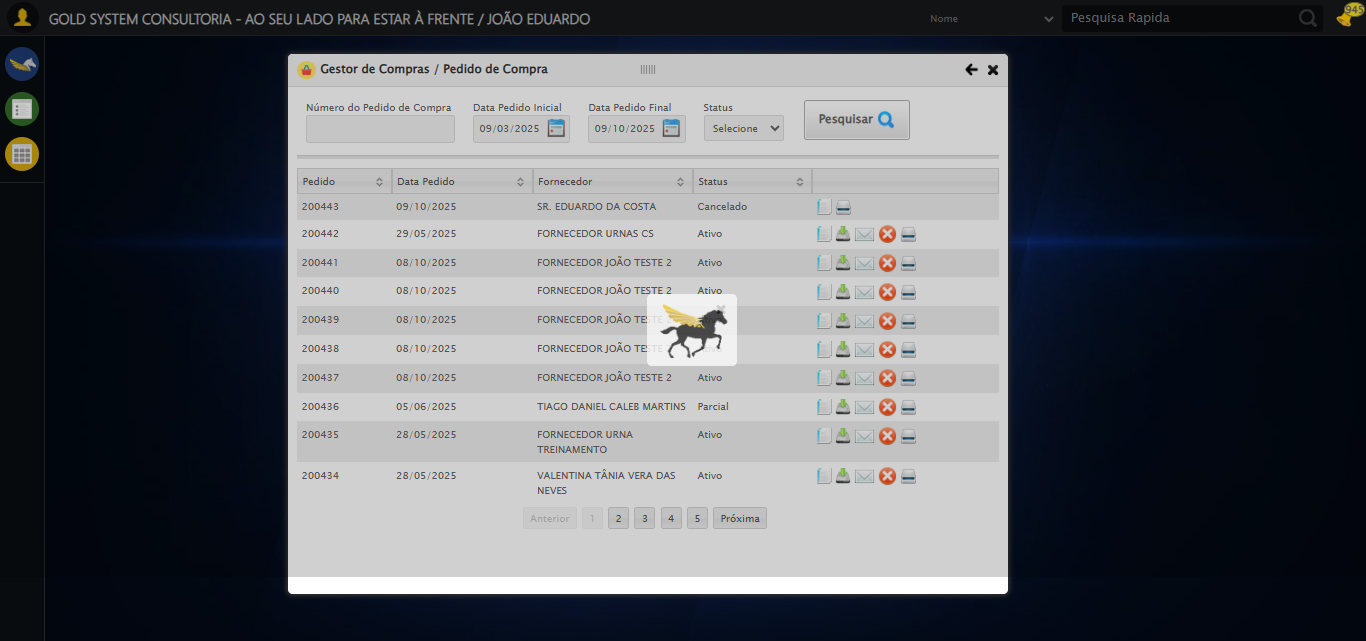 GOLD SYSTEM CONSULTORIA - AO SEU LADO PARA ESTAR À FRENTE / JOÃO EDUARDO
Nome
Pesquisa Rapida
945
Gestor de Compras / Pedido de Compra
Número do Pedido de Compra
Data Pedido Inicial
Data Pedido Final
Status
09/03/2025
09/10/2025
Selecione
Pesquisar
Pedido Data Pedido Fornecedor Status
200443 09/10/2025 SR. EDUARDO DA COSTA Cancelado
200442 29/05/2025 FORNECEDOR URNAS CS Ativo
200441 08/10/2025 FORNECEDOR JOÃO TESTE 2 Ativo
200440 08/10/2025 FORNECEDOR JOÃO TESTE 2 Ativo
200439 08/10/2025 FORNECEDOR JOÃO TESTE 2
200438 08/10/2025 FORNECEDOR JOÃO
200437 08/10/2025 FORNECEDOR JOÃO TESTE 2 Ativo
200436 05/06/2025 TIAGO DANIEL CALEB MARTINS Parcial
200435 28/05/2025 FORNECEDOR URNA Ativo
TREINAMENTO
200434 28/05/2025 VALENTINA TÂNIA VERA DAS Ativo
NEVES
Anterior 1 2 3 4 5 Próxima